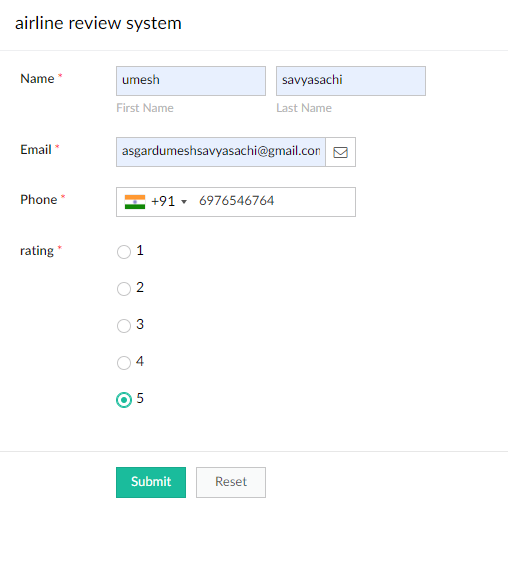 airline review system
Name * umesh savyasachi
First Name Last Name
Email * asgardumeshsavyasachi@gmail.con
Phone * +91 6976546764
rating * 1
2
3
4
5
Submit Reset